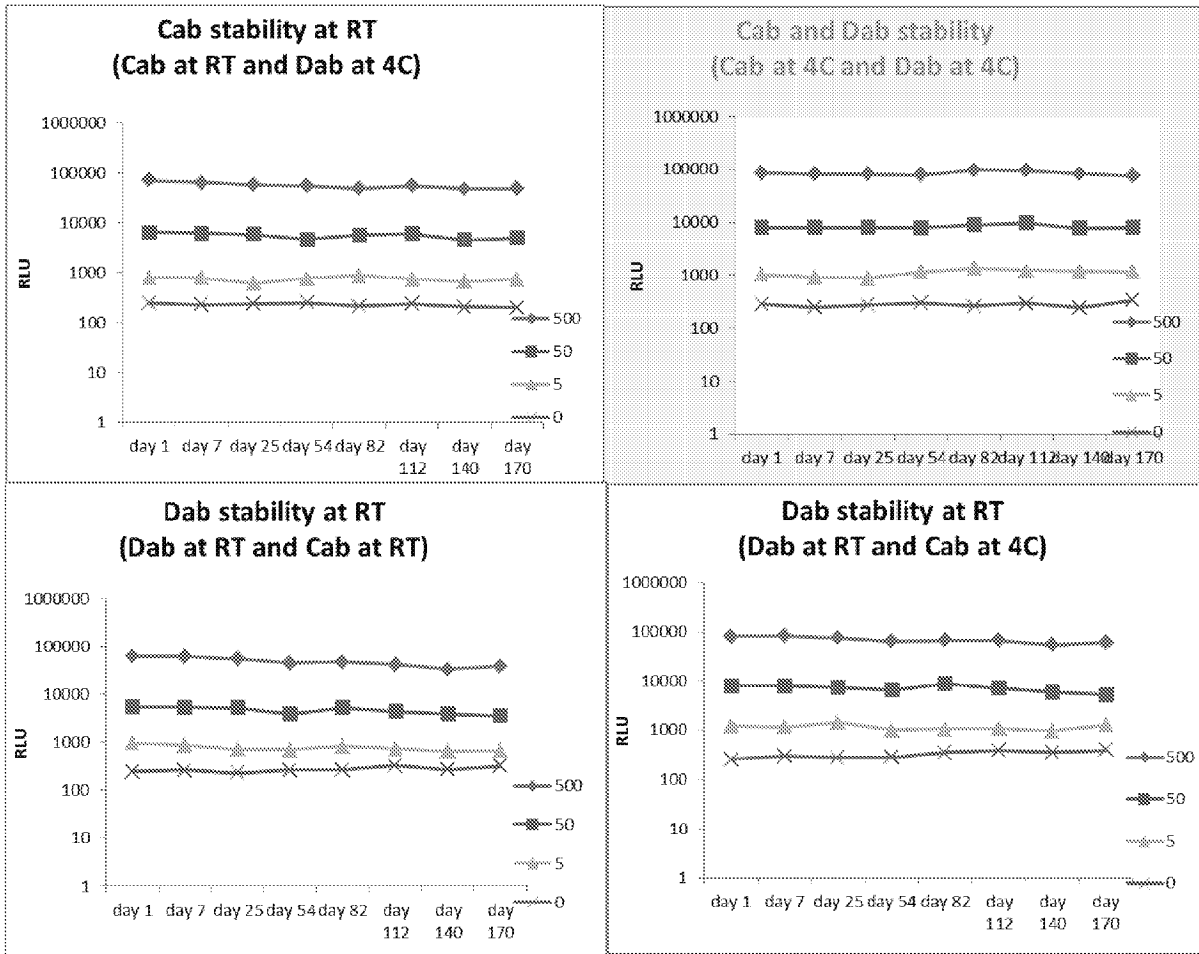 Cab stability at RT
(Cab at RT and Dab at 4C)
1000000
100000
10000
1000
100
10
1
RLU
day 1 day 7 day 25 day 54 day 82 day 112 day 140 day 170
500
50
5
0
Cab and Dab stability
(Cab at 4C and Dab at 4C)
1000000
100000
10000
1000
100
10
1
RLU
day 1 day 7 day 25 day 54 day 82 day 112 day 140 day 170
500
50
5
0
Dab stability at RT
(Dab at RT and Cab at RT)
1000000
100000
10000
1000
100
10
1
RLU
day 1 day 7 day 25 day 54 day 82 day 112 day 140 day 170
500
50
5
0
Dab stability at RT
(Dab at RT and Cab at 4C)
1000000
100000
10000
1000
100
10
1
RLU
day 1 day 7 day 25 day 54 day 82 day 112 day 140 day 170
500
50
5
0